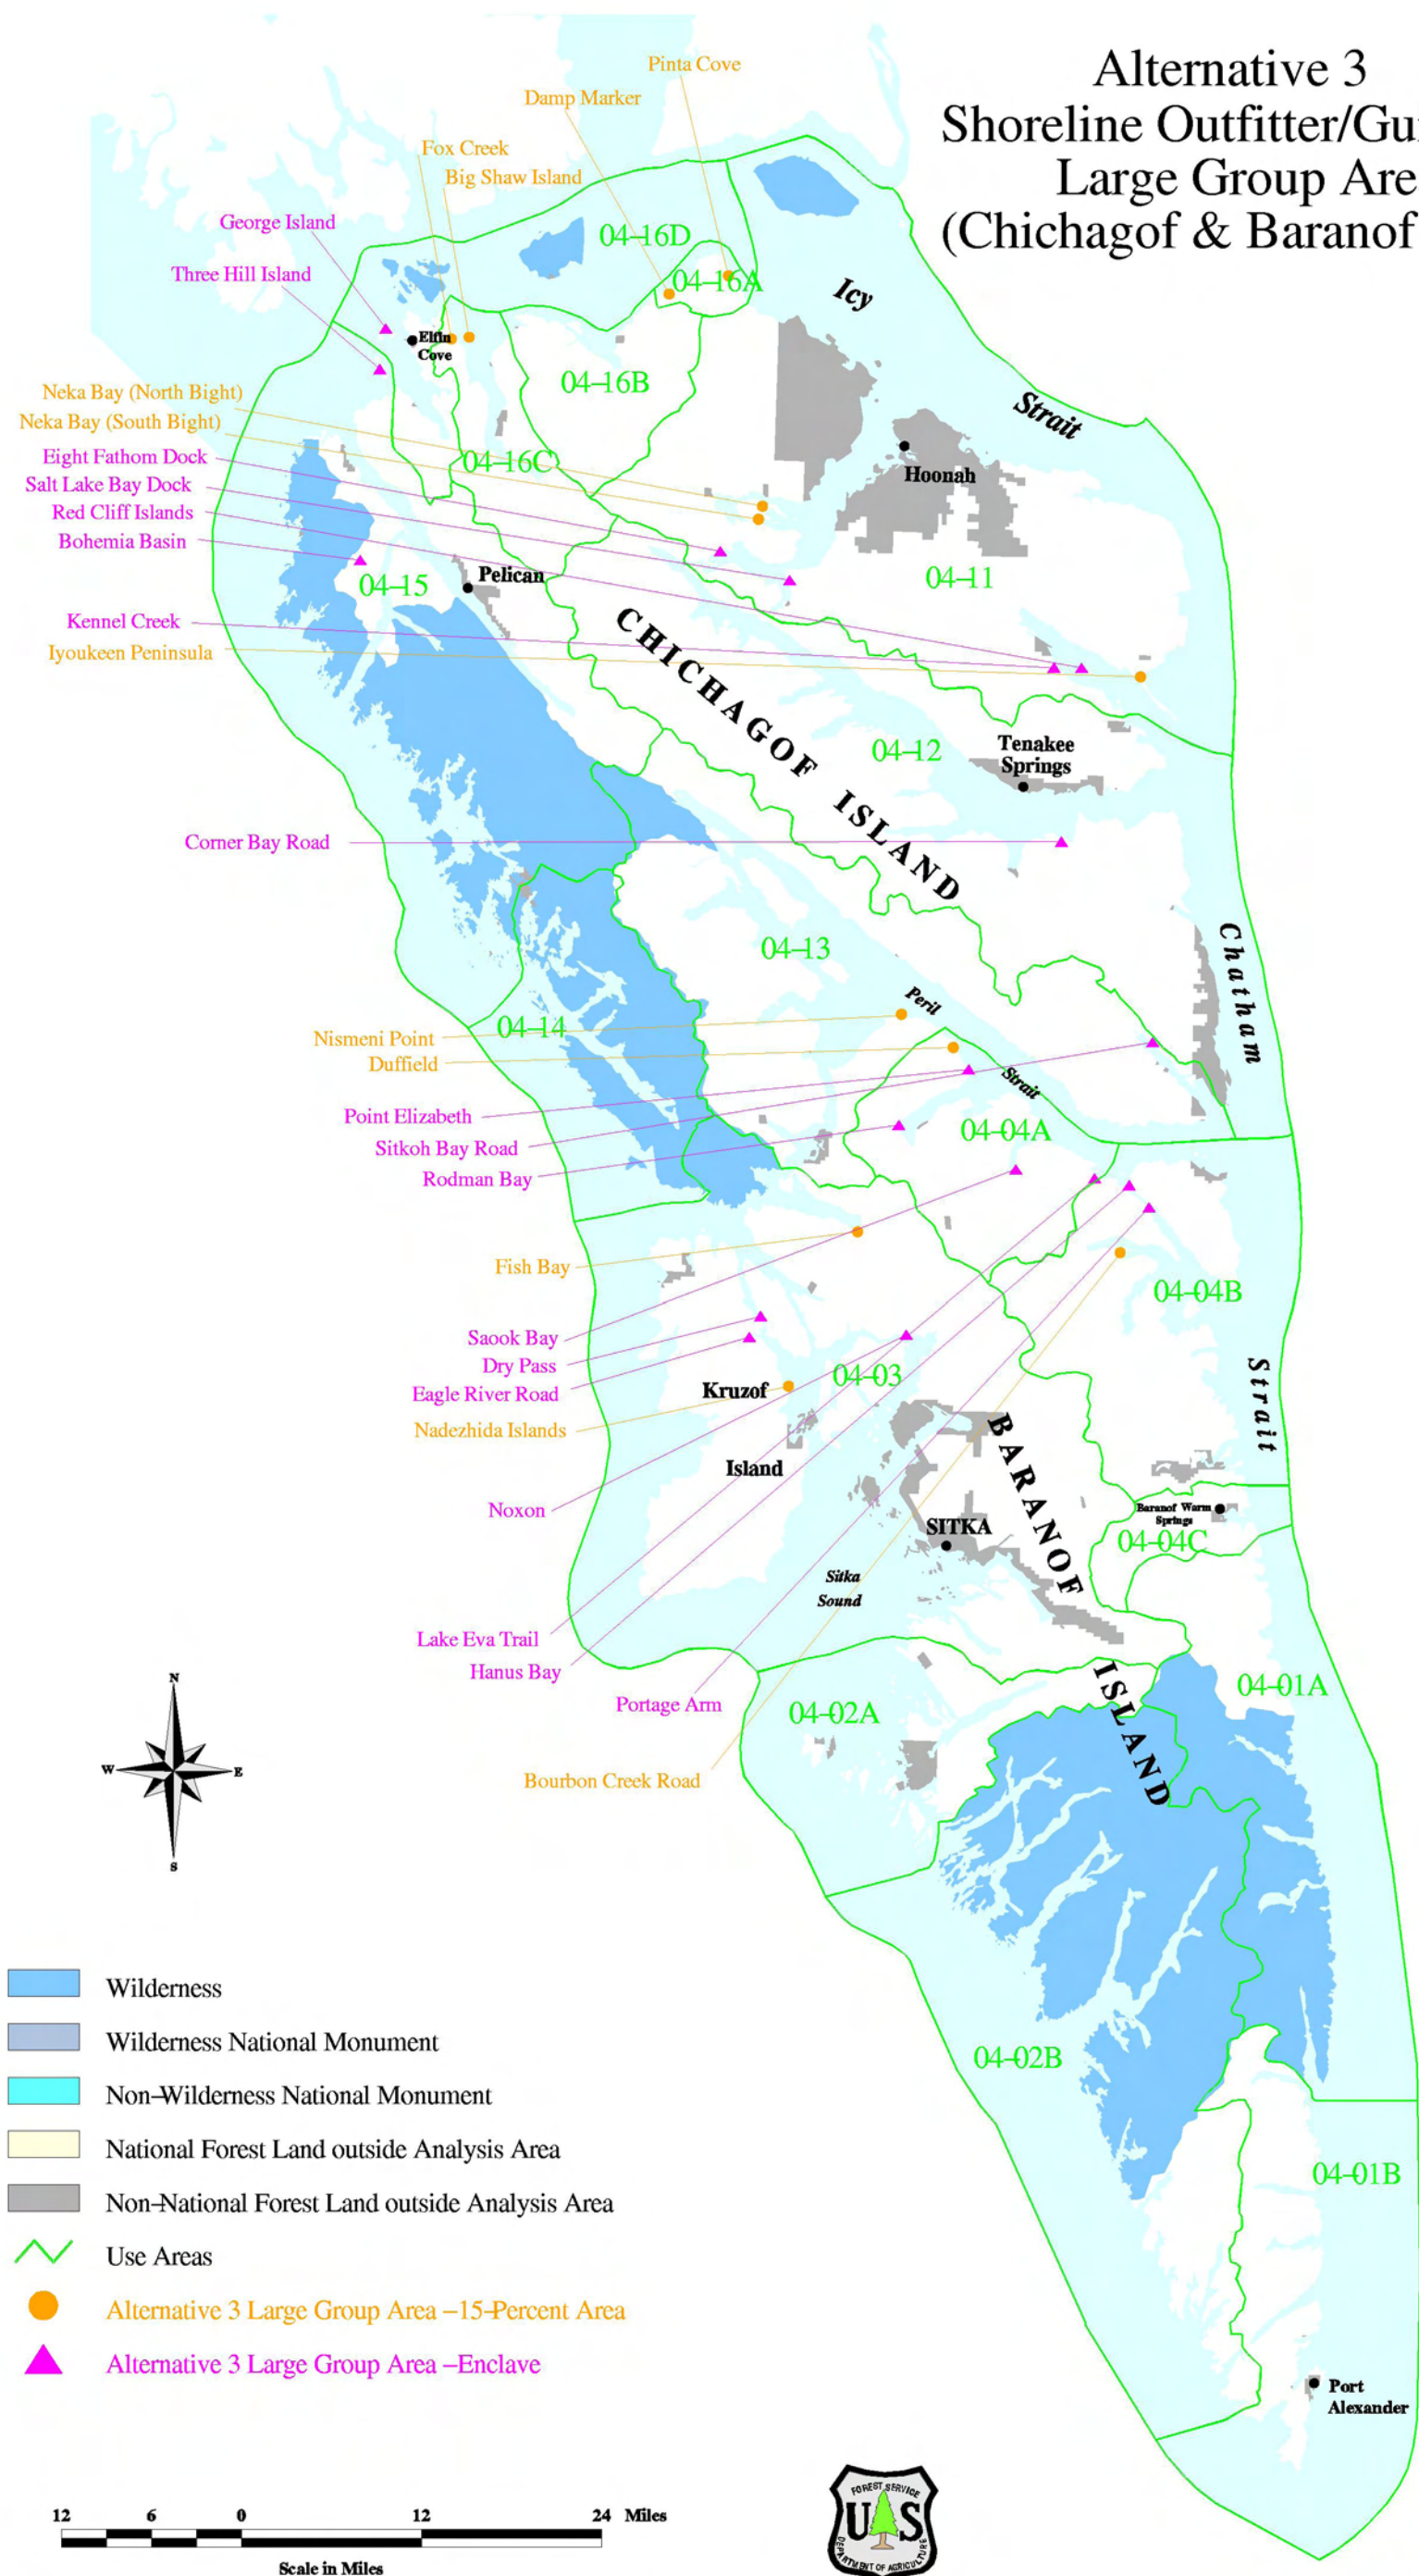 Alternative 3
Shoreline Outfitter/Gui
Large Group Are
(Chichagof & Baranof
Pinta Cove
Damp Marker
Fox Creek
Big Shaw Island
George Island
Three Hill Island
04-16D
04-16A
Icy
Elfin
Cove
04-16B
Neka Bay (North Bight)
Strait
Neka Bay (South Bight)
Eight Fathom Dock
04-16C
Hoonah
Salt Lake Bay Dock
Red Cliff Islands
Bohemia Basin
Pelican
04-11
04-15
CHICHAGOF ISLAND
Kennel Creek
Iyoukeen Peninsula
04-12
Tenakee
Springs
Corner Bay Road
04-13
Chatham
Peril
04-14
Nismeni Point
Duffield
Strait
Point Elizabeth
04-04A
Sitkoh Bay Road
Rodman Bay
Fish Bay
04-04B
Saook Bay
Dry Pass
04-03
Strait
Eagle River Road
Kruzof
Nadezhida Islands
BARANOF
Island
Noxon
Baranof Warm
Springs
SITKA
04-04C
Sitka
Sound
Lake Eva Trail
Hanus Bay
ISLAND
04-01A
Portage Arm
04-02A
N
W
E
S
Bourbon Creek Road
Wilderness
Wilderness National Monument
04-02B
Non-Wilderness National Monument
National Forest Land outside Analysis Area
04-01B
Non-National Forest Land outside Analysis Area
Use Areas
Alternative 3 Large Group Area -15-Percent Area
Alternative 3 Large Group Area -Enclave
Port
Alexander
12 6 0 12 24 Miles
Scale in Miles
FOREST SERVICE
U S
DEPARTMENT OF AGRICULTURE